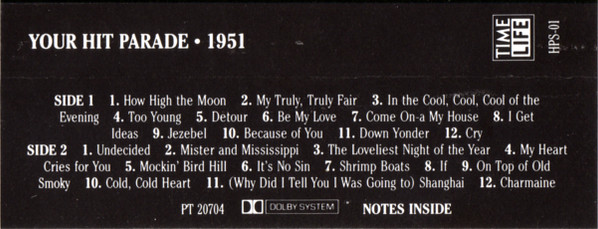 YOUR HIT PARADE • 1951
TIME
LIFE
HPS-01
SIDE 1 1. How High the Moon 2. My Truly, Truly Fair 3. In the Cool, Cool, Cool of the
Evening 4. Too Young 5. Detour 6. Be My Love 7. Come On-a My House 8. I Get
Ideas 9. Jezebel 10. Because of You 11. Down Yonder 12. Cry
SIDE 2 1. Undecided 2. Mister and Mississippi 3. The Loveliest Night of the Year 4. My Heart
Cries for You 5. Mockin' Bird Hill 6. It's No Sin 7. Shrimp Boats 8. If 9. On Top of Old
Smoky 10. Cold, Cold Heart 11. (Why Did I Tell You I Was Going to) Shanghai 12. Charmaine
PT 20704 DOLBY SYSTEM NOTES INSIDE